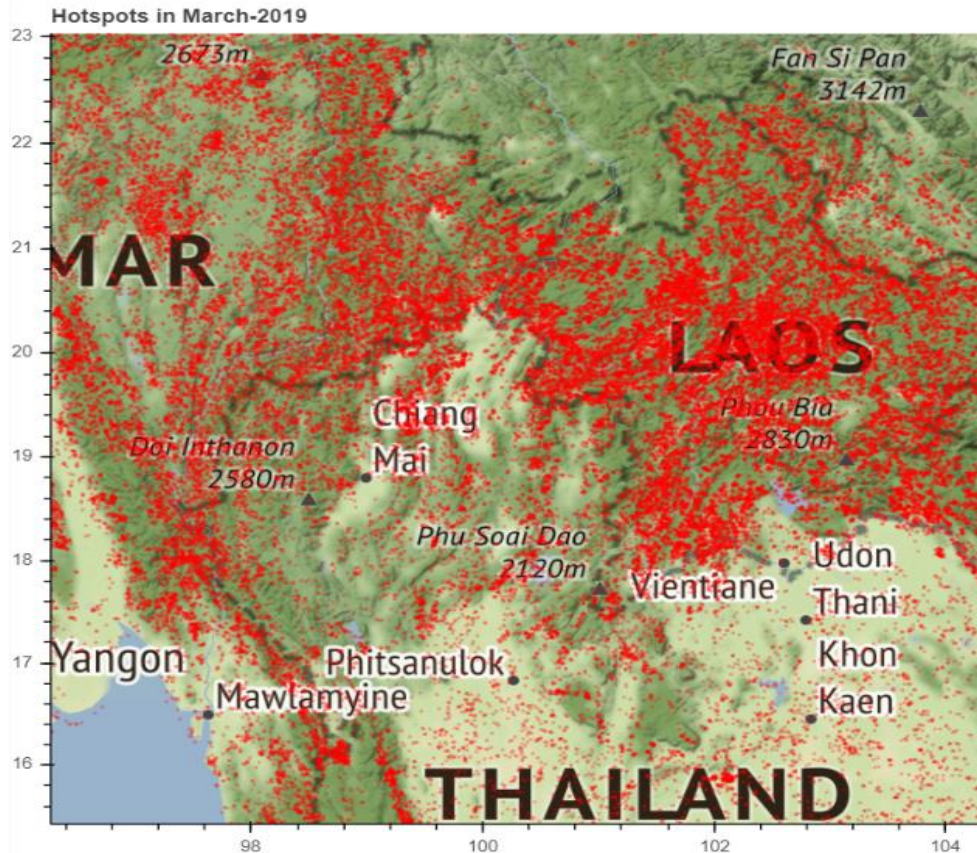 Hotspots in March-2019
23
2673m
Fan Si Pan
3142m
22
21
MAR
20
LAOS
Chiang
Mai
Phou Bia
2830m
Doi Inthanon
2580m
19
Phu Soai Dao
2120m
18
Vientiane
Udon
Thani
17
Yangon
Phitsanulok
Khon
Kaen
Mawlamyine
16
THAILAND
98
100
102
104